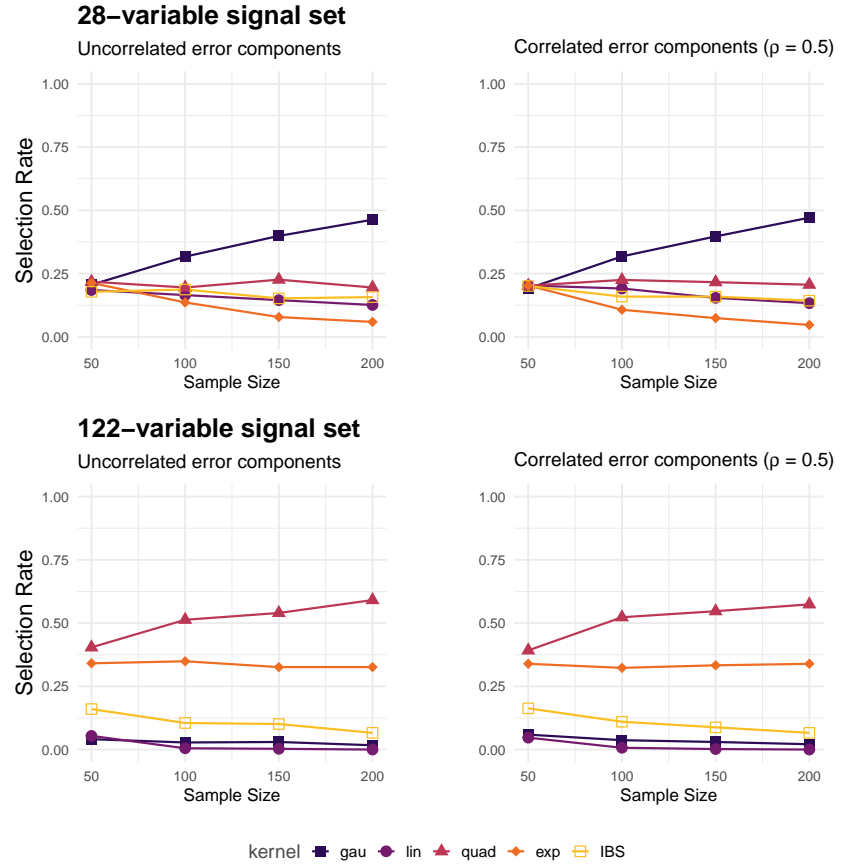 28−variable signal set
Uncorrelated error components
Correlated error components (ρ = 0.5)
Selection Rate
1.00
0.75
0.50
0.25
0.00
50 100 150 200
Sample Size
1.00
0.75
0.50
0.25
0.00
50 100 150 200
Sample Size
122−variable signal set
Uncorrelated error components
Correlated error components (ρ = 0.5)
Selection Rate
1.00
0.75
0.50
0.25
0.00
50 100 150 200
Sample Size
1.00
0.75
0.50
0.25
0.00
50 100 150 200
Sample Size
kernel gau lin quad exp IBS